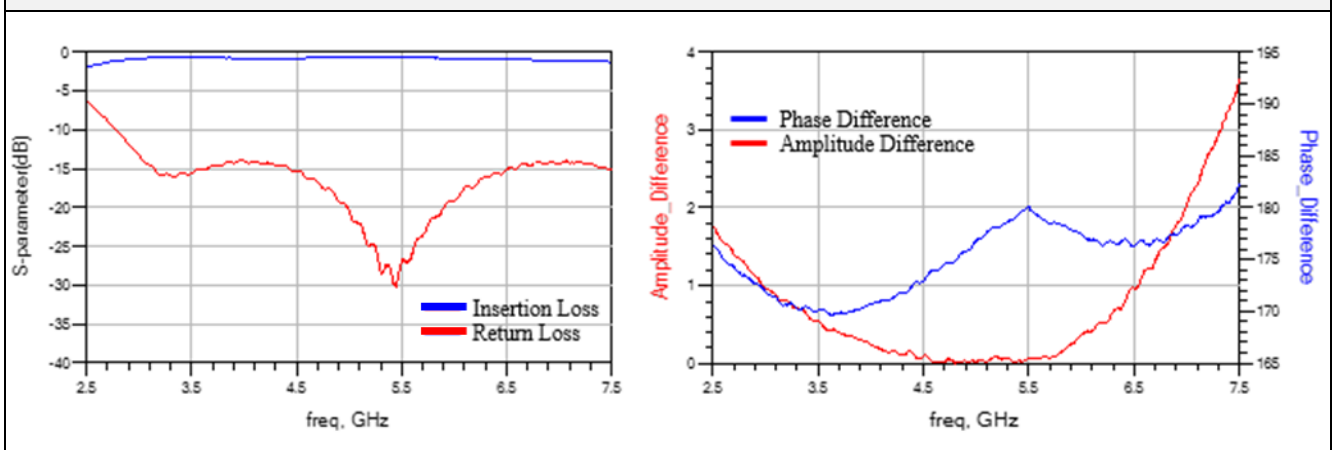 0
-5
-10
-15
-20
-25
-30
-35
-40
S-parameter(dB)
Insertion Loss
Return Loss
2.5 3.5 4.5 5.5 6.5 7.5
freq, GHz
4
3
2
1
0
Amplitude_Difference
Phase Difference
Amplitude Difference
195
190
185
180
175
170
165
Phase_Difference
2.5 3.5 4.5 5.5 6.5 7.5
freq, GHz